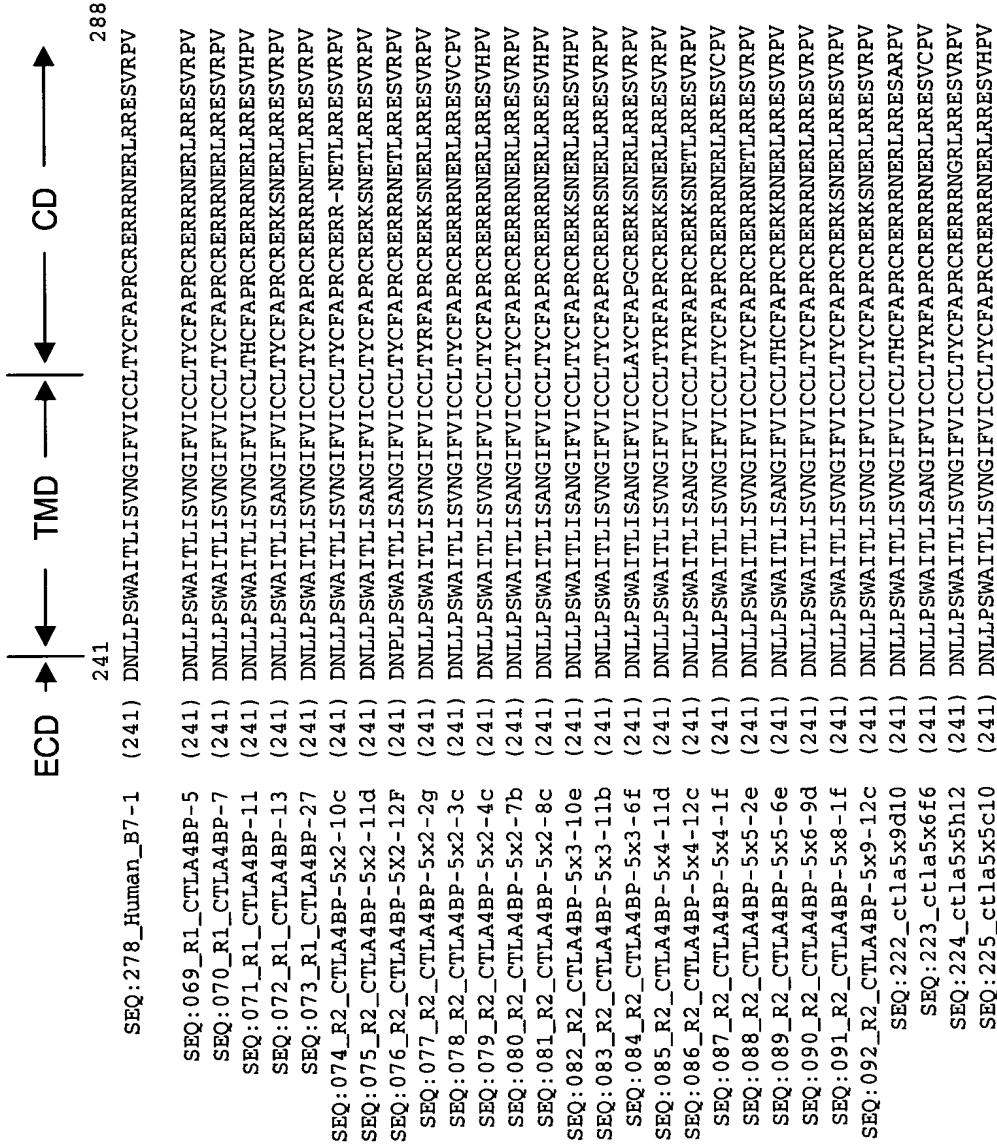 ECD TMD CD
241 288
SEQ:278_Human_B7-1 (241) DNLLPSWAITLISVNGIFVICCLTYCFAPRCRERRRNERLRRESVRPV
SEQ:069_R1_CTLA4BP-5 (241) DNLLPSWAITLISVNGIFVICCLTYCFAPRCRERRRNERLRRESVRPV
SEQ:070_R1_CTLA4BP-7 (241) DNLLPSWAITLISVNGIFVICCLTYCFAPRCRERRRNERLRRESVRPV
SEQ:071_R1_CTLA4BP-11 (241) DNLLPSWAITLISVNGIFVICCLTHCFAPRCRERRRNERLRRESVHPV
SEQ:072_R1_CTLA4BP-13 (241) DNLLPSWAITLISANGIFVICCLTYCFAPRCRERKSNERLRRESVRPV
SEQ:073_R1_CTLA4BP-27 (241) DNLLPSWAITLISVNGIFVICCLTYCFAPRCRERRRNETLRRESVRPV
SEQ:074_R2_CTLA4BP-5x2-10c (241) DNLLPSWAITLISVNGIFVICCLTYCFAPRCRERR-NETLRRESVRPV
SEQ:075_R2_CTLA4BP-5x2-11d (241) DNLLPSWAITLISANGIFVICCLTYCFAPRCRERKSNETLRRESVRPV
SEQ:076_R2_CTLA4BP-5X2-12F (241) DNPLPSWAITLISANGIFVICCLTYCFAPRCRERRRNETLRRESVRPV
SEQ:077_R2_CTLA4BP-5x2-2g (241) DNLLPSWAITLISVNGIFVICCLTYRFAPRCRERKSNERLRRESVRPV
SEQ:078_R2_CTLA4BP-5x2-3c (241) DNLLPSWAITLISVNGIFVICCLTYCFAPRCRERRRNERLRRESVCPV
SEQ:079_R2_CTLA4BP-5x2-4c (241) DNLLPSWAITLISVNGIFVICCLTYCFAPRCRERRRNERLRRESVHPV
SEQ:080_R2_CTLA4BP-5x2-7b (241) DNLLPSWAITLISANGIFVICCLTYCFAPRCRERRRNERLRRESVRPV
SEQ:081_R2_CTLA4BP-5x2-8c (241) DNLLPSWAITLISANGIFVICCLTYCFAPRCRERRRNERLRRESVHPV
SEQ:082_R2_CTLA4BP-5x3-10e (241) DNLLPSWAITLISVNGIFVICCLTYCFAPRCRERKSNERLRRESVHPV
SEQ:083_R2_CTLA4BP-5x3-11b (241) DNLLPSWAITLISVNGIFVICCLTYCFAPRCRERRSNERLRRESVRPV
SEQ:084_R2_CTLA4BP-5x3-6f (241) DNLLPSWAITLISANGIFVICCLAYCFAPGCRERKSNERLRRESVRPV
SEQ:085_R2_CTLA4BP-5x4-11d (241) DNLLPSWAITLISVNGIFVICCLTYRFAPRCRERKSNERLRRESVRPV
SEQ:086_R2_CTLA4BP-5x4-12c (241) DNLLPSWAITLISANGIFVICCLTYRFAPRCRERKSNETLRRESVRPV
SEQ:087_R2_CTLA4BP-5x4-1f (241) DNLLPSWAITLISVNGIFVICCLTYCFAPRCRERRRNERLRRESVCPV
SEQ:088_R2_CTLA4BP-5x5-2e (241) DNLLPSWAITLISVNGIFVICCLTYRFAPRCRERRRNETLRRESVRPV
SEQ:089_R2_CTLA4BP-5x5-6e (241) DNLLPSWAITLISANGIFVICCLTHCFAPRCRERKRNERLRRESVRPV
SEQ:090_R2_CTLA4BP-5x6-9d (241) DNLLPSWAITLISVNGIFVICCLTYCFAPRCRERKSNERLRRESVRPV
SEQ:091_R2_CTLA4BP-5x8-1f (241) DNLLPSWAITLISVNGIFVICCLTYCFAPRCRERKSNERLRRESVRPV
SEQ:092_R2_CTLA4BP-5x9-12c (241) DNLLPSWAITLISVNGIFVICCLTYCFAPRCRERKSNERLRRESVRPV
SEQ:222_ctla5x9d10 (241) DNLLPSWAITLISVNGIFVICCLTHCFAPRCRERRRNERLRRESARPV
SEQ:223_ctla5x6f6 (241) DNLLPSWAITLISANGIFVICCLTYRFAPRCRERRRNERLRRESVCPV
SEQ:224_ctla5x5h12 (241) DNLLPSWAITLISVNGIFVICCLTYCFAPRCRERRRNGRLRRESVRPV
SEQ:225_ctla5x5c10 (241) DNLLPSWAITLISVNGIFVICCLTYCFAPRCRERRRNERLRRESVHPV